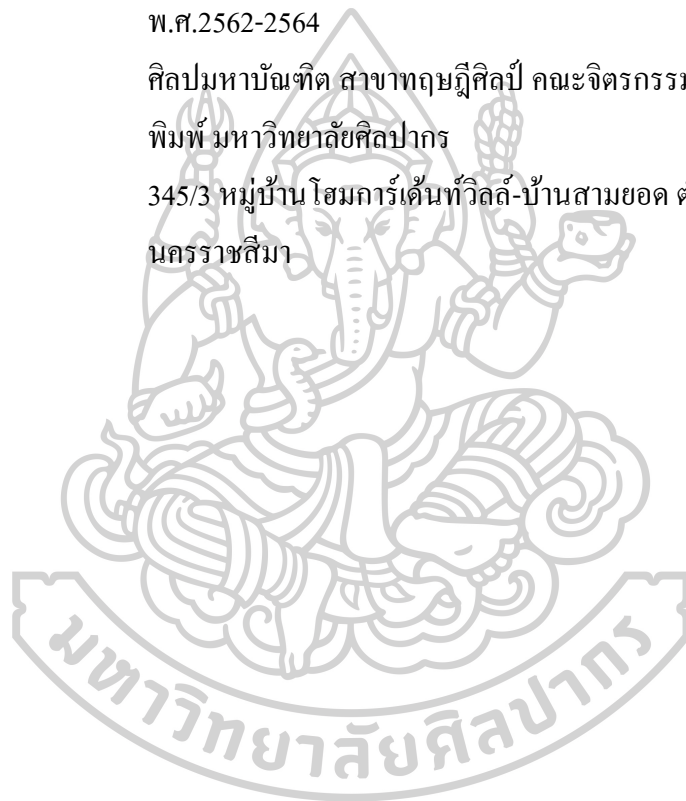 พ.ศ.2562-2564
ศิลปมหาบัณฑิต สาขาทฤษฎีศิลป์ คณะจิตรกรรม
พิมพ์ มหาวิทยาลัยศิลปากร
345/3 หมู่บ้านโฮมการ์เด้นท์วิลล์-บ้านสามยอด
นครราชสีมา
มหาวิทยาลัยศิลปากร